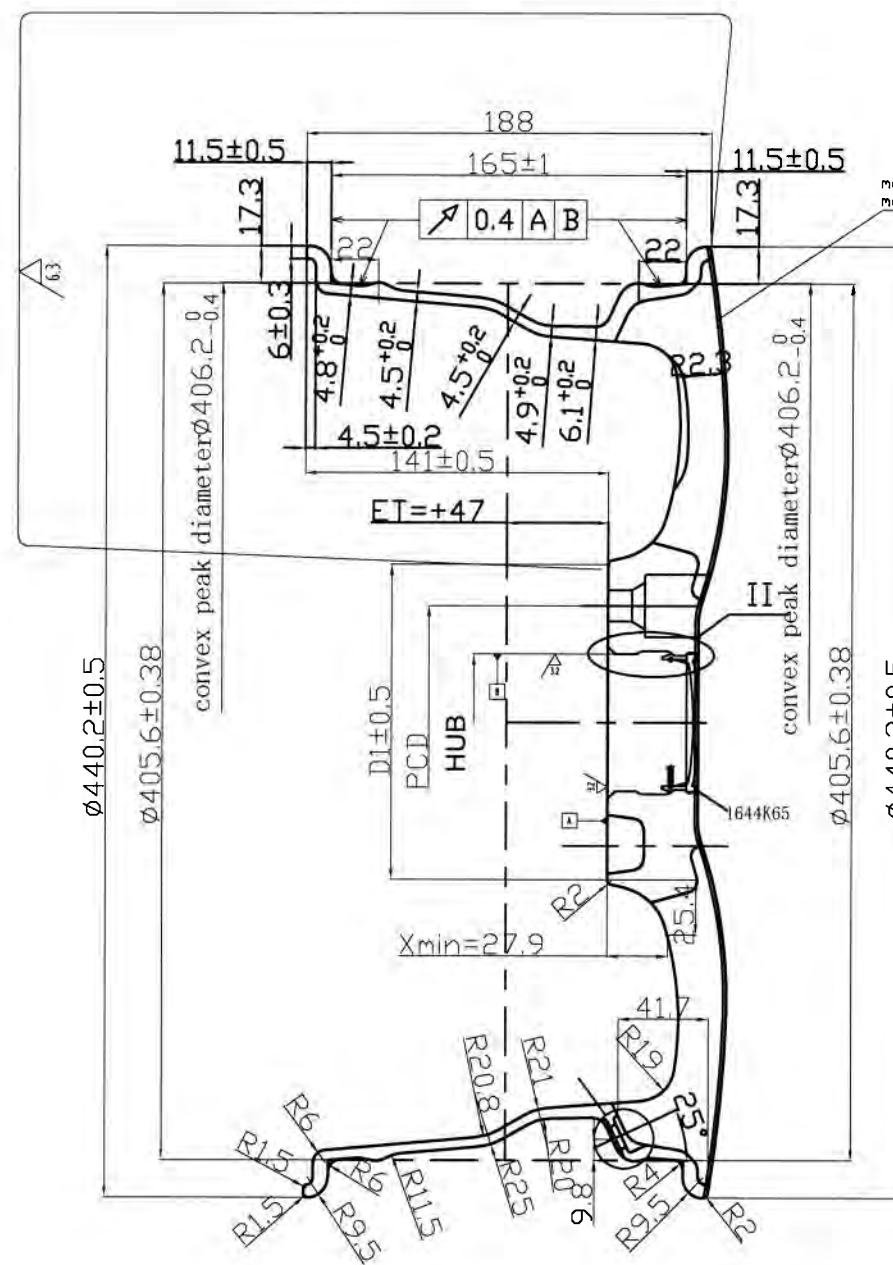 188
11.5±0.5
165±1
11.5±0.5
17.3
0.4 A B
17.3
22
22
63
6±0.3
4.8 +0.2 0
4.5 +0.2 0
4.5 +0.2 0
4.9 +0.2 0
6.1 +0.2 0
22.3
4.5±0.2
141±0.5
ET=+47
convex peak diameterØ406.2 0 -0.4
convex peak diameterØ406.2 0 -0.4
II
Ø440.2±0.5
Ø405.6±0.38
D1±0.5
PCD
HUB
32
32
A
Ø405.6±0.38
1644K65
R2
25.4
Xmin=27.9
41.7
R19
25°
R20.8
R21
R6
R1.5
R1.5
R9.5
R6
R11.5
R25
R20
9.8
R4
R9.5
R2